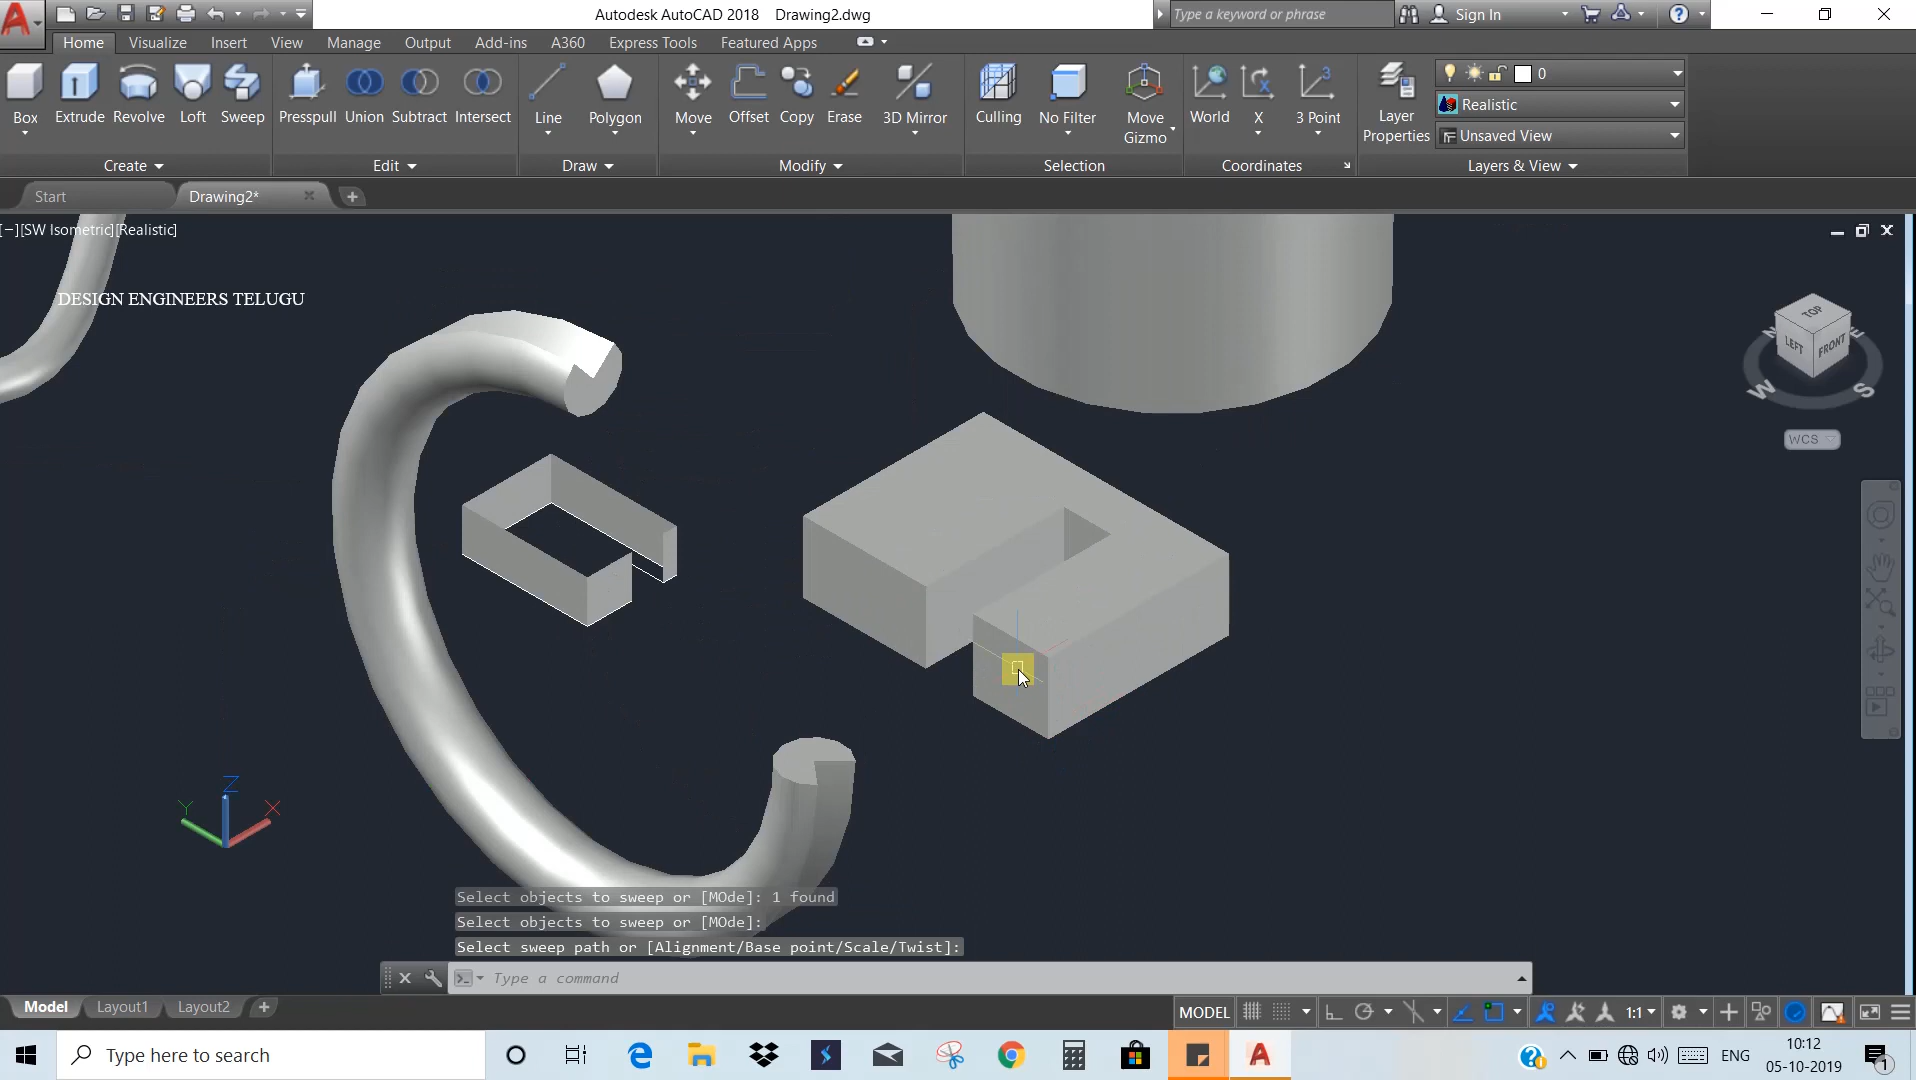 Autodesk AutoCAD 2018 Drawing2.dwg
Type a keyword or phrase
Sign In
Home Visualize Insert View Manage Output Add-ins A360 Express Tools Featured Apps
Box Extrude Revolve Loft Sweep
Presspull Union Subtract Intersect
Line Polygon
Move Offset Copy Erase 3D Mirror
Culling No Filter Move Gizmo
World X 3 Point
Layer Properties
0
Realistic
Unsaved View
Create Edit Draw Modify Selection Coordinates Layers & View
Start Drawing2*
[−][SW Isometric][Realistic]
DESIGN ENGINEERS TELUGU
TOP
LEFT FRONT
N E
W S
WCS
Z
Y X
Select objects to sweep or [MOde]: 1 found
Select objects to sweep or [MOde]:
Select sweep path or [Alignment/Base point/Scale/Twist]:
Type a command
Model Layout1 Layout2
MODEL 1:1
Type here to search
ENG
10:12
05-10-2019
1